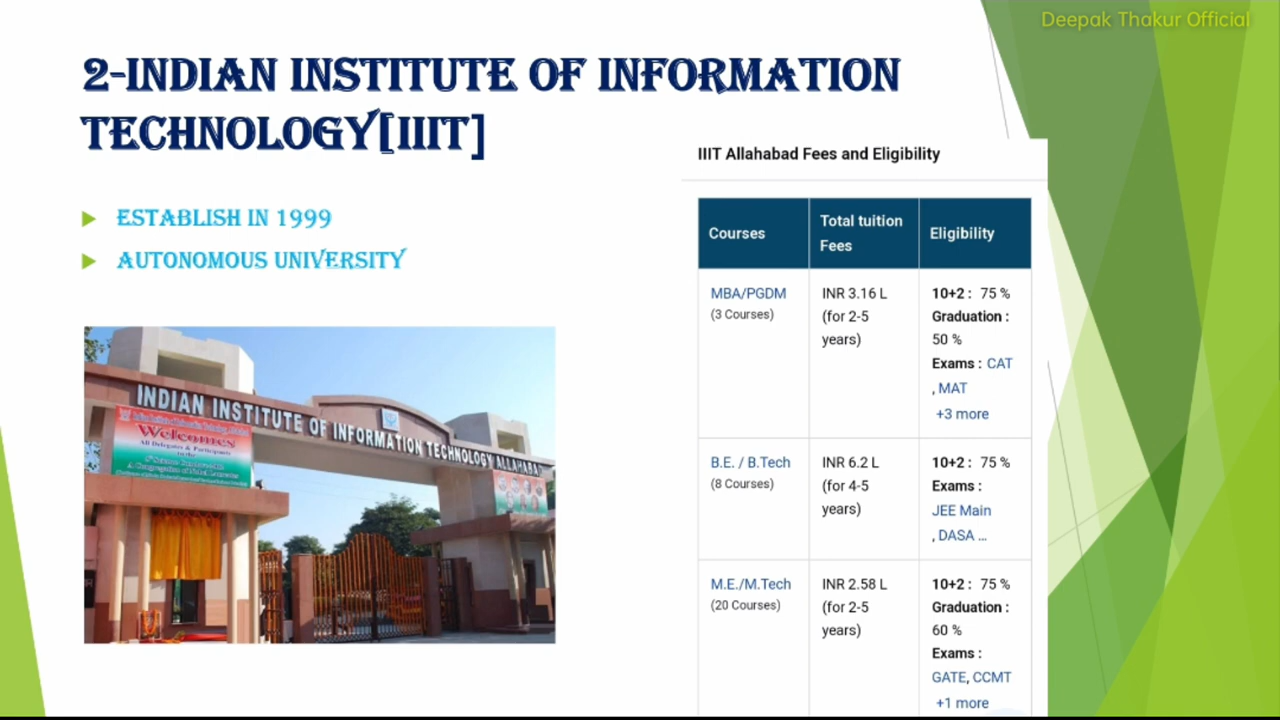 Deepak Thakur Official
2-INDIAN INSTITUTE OF INFORMATION
TECHNOLOGY[IIIT]
ESTABLISH IN 1999
AUTONOMOUS UNIVERSITY
INDIAN INSTITUTE OF INFORMATION TECHNOLOGY ALLAHABAD
Welcomes
All Delegates & Participants
IIIT Allahabad Fees and Eligibility
Courses
Total tuition
Fees
Eligibility
MBA/PGDM
(3 Courses)
INR 3.16 L
(for 2-5
years)
10+2 : 75 %
Graduation :
50 %
Exams : CAT
, MAT
+3 more
B.E. / B.Tech
(8 Courses)
INR 6.2 L
(for 4-5
years)
10+2 : 75 %
Exams :
JEE Main
, DASA ...
M.E./M.Tech
(20 Courses)
INR 2.58 L
(for 2-5
years)
10+2 : 75 %
Graduation :
60 %
Exams :
GATE, CCMT
+1 more